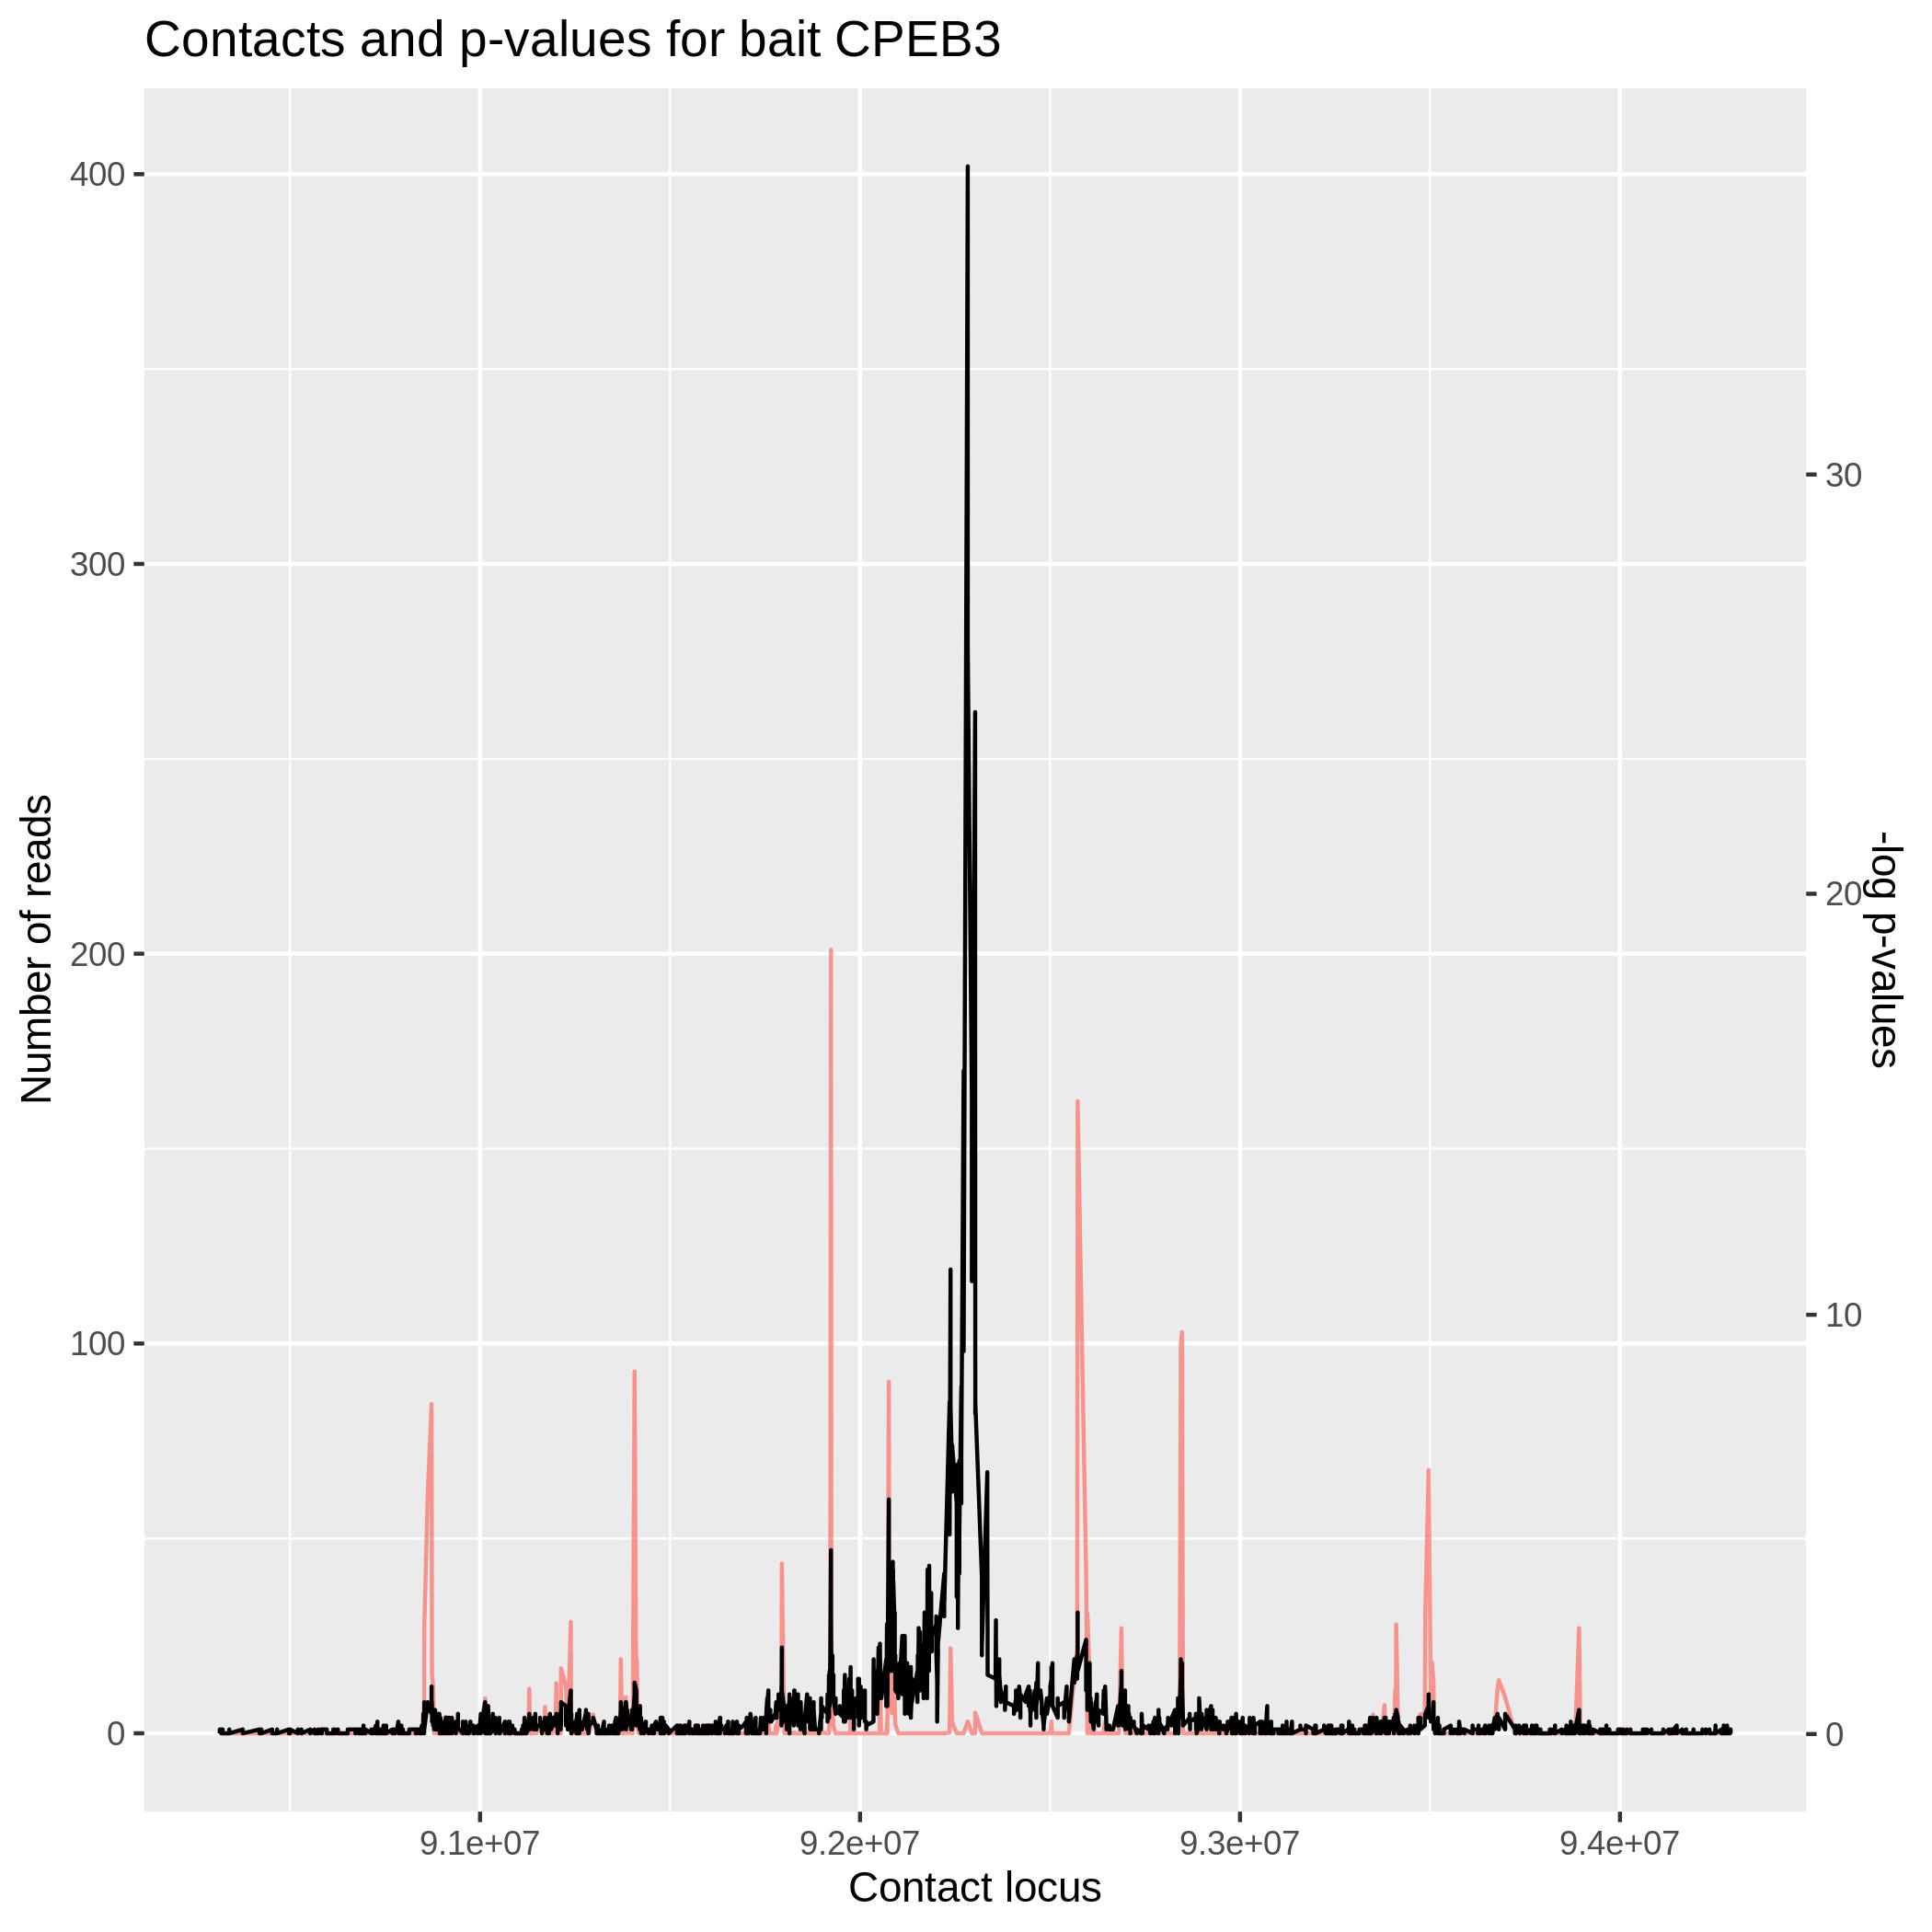 Contacts and p-values for bait CPEB3
Number of reads
400
300
200
100
0
30
20
10
0
-log p-values
9.1e+07
9.2e+07
9.3e+07
9.4e+07
Contact locus